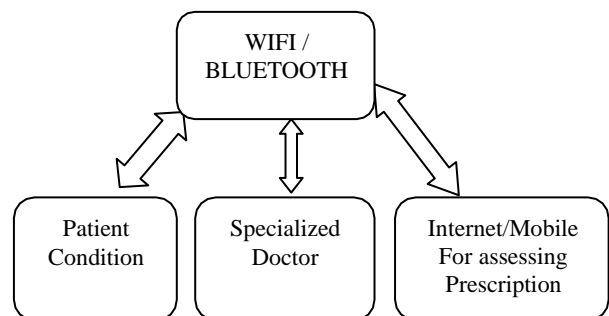 WIFI /
BLUETOOTH
Patient
Condition
Specialized
Doctor
Internet/Mobile
For assessing
Prescription